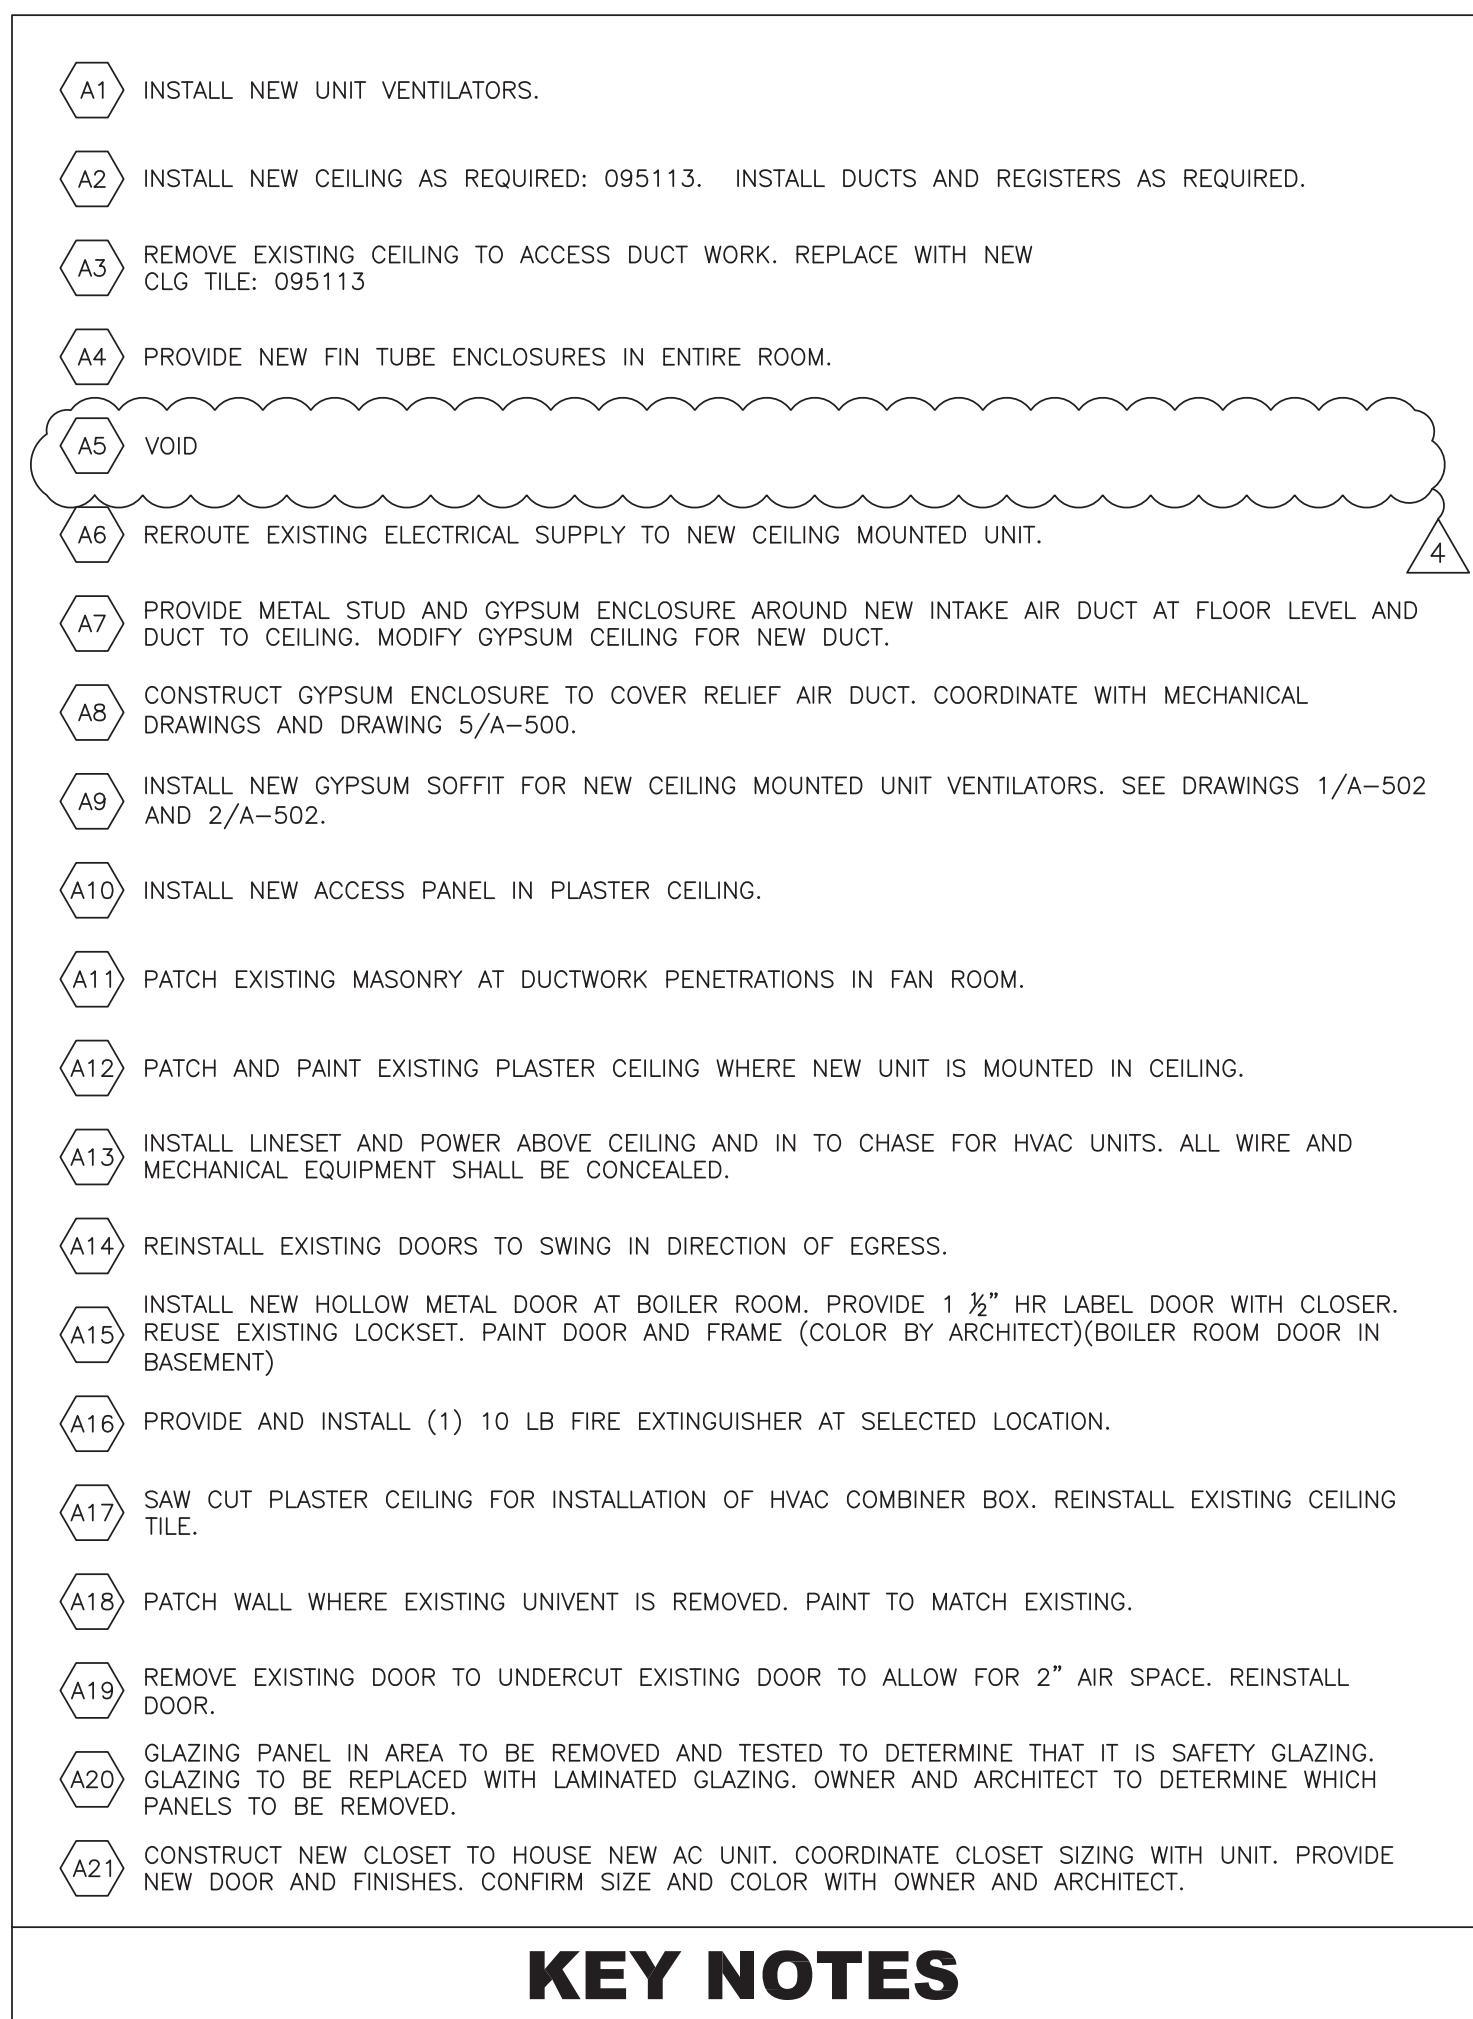 A1 INSTALL NEW UNIT VENTILATORS.
A2 INSTALL NEW CEILING AS REQUIRED: 095113. INSTALL DUCTS AND REGISTERS AS REQUIRED.
A3 REMOVE EXISTING CEILING TO ACCESS DUCT WORK. REPLACE WITH NEW
CLG TILE: 095113
A4 PROVIDE NEW FIN TUBE ENCLOSURES IN ENTIRE ROOM.
A5 VOID
A6 REROUTE EXISTING ELECTRICAL SUPPLY TO NEW CEILING MOUNTED UNIT.
4
A7 PROVIDE METAL STUD AND GYPSUM ENCLOSURE AROUND NEW INTAKE AIR DUCT AT FLOOR LEVEL AND
DUCT TO CEILING. MODIFY GYPSUM CEILING FOR NEW DUCT.
A8 CONSTRUCT GYPSUM ENCLOSURE TO COVER RELIEF AIR DUCT. COORDINATE WITH MECHANICAL
DRAWINGS AND DRAWING 5/A-500.
A9 INSTALL NEW GYPSUM SOFFIT FOR NEW CEILING MOUNTED UNIT VENTILATORS. SEE DRAWINGS 1/A-502
AND 2/A-502.
A10 INSTALL NEW ACCESS PANEL IN PLASTER CEILING.
A11 PATCH EXISTING MASONRY AT DUCTWORK PENETRATIONS IN FAN ROOM.
A12 PATCH AND PAINT EXISTING PLASTER CEILING WHERE NEW UNIT IS MOUNTED IN CEILING.
A13 INSTALL LINESET AND POWER ABOVE CEILING AND IN TO CHASE FOR HVAC UNITS. ALL WIRE AND
MECHANICAL EQUIPMENT SHALL BE CONCEALED.
A14 REINSTALL EXISTING DOORS TO SWING IN DIRECTION OF EGRESS.
A15 INSTALL NEW HOLLOW METAL DOOR AT BOILER ROOM. PROVIDE 1 ½" HR LABEL DOOR WITH CLOSER.
REUSE EXISTING LOCKSET. PAINT DOOR AND FRAME (COLOR BY ARCHITECT)(BOILER ROOM DOOR IN
BASEMENT)
A16 PROVIDE AND INSTALL (1) 10 LB FIRE EXTINGUISHER AT SELECTED LOCATION.
A17 SAW CUT PLASTER CEILING FOR INSTALLATION OF HVAC COMBINER BOX. REINSTALL EXISTING CEILING
TILE.
A18 PATCH WALL WHERE EXISTING UNIVENT IS REMOVED. PAINT TO MATCH EXISTING.
A19 REMOVE EXISTING DOOR TO UNDERCUT EXISTING DOOR TO ALLOW FOR 2" AIR SPACE. REINSTALL
DOOR.
A20 GLAZING PANEL IN AREA TO BE REMOVED AND TESTED TO DETERMINE THAT IT IS SAFETY GLAZING.
GLAZING TO BE REPLACED WITH LAMINATED GLAZING. OWNER AND ARCHITECT TO DETERMINE WHICH
PANELS TO BE REMOVED.
A21 CONSTRUCT NEW CLOSET TO HOUSE NEW AC UNIT. COORDINATE CLOSET SIZING WITH UNIT. PROVIDE
NEW DOOR AND FINISHES. CONFIRM SIZE AND COLOR WITH OWNER AND ARCHITECT.
KEY NOTES